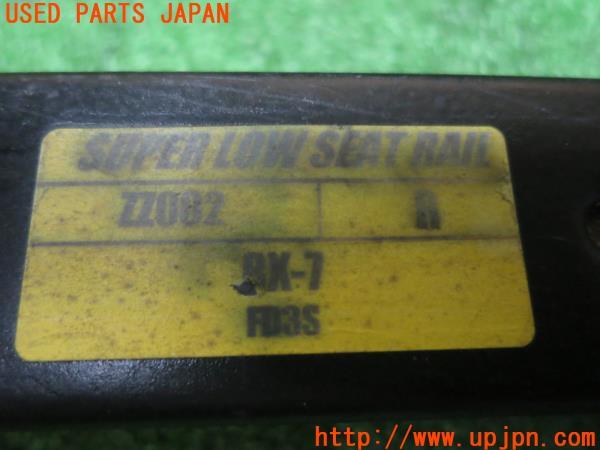 USED PARTS JAPAN
SUPER LOW SEAT RAIL
ZZ082 R
RX-7
FD3S
http://www.upjpn.com